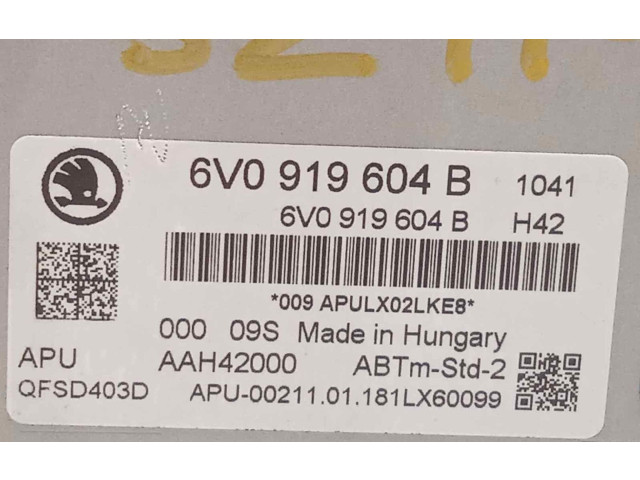 6V0 919 604 B 1041
6V0 919 604 B H42
*009 APULX02LKE8*
000 09S Made in Hungary
APU AAH42000 ABTm-Std-2
QFSD403D APU-00211.01.181LX60099